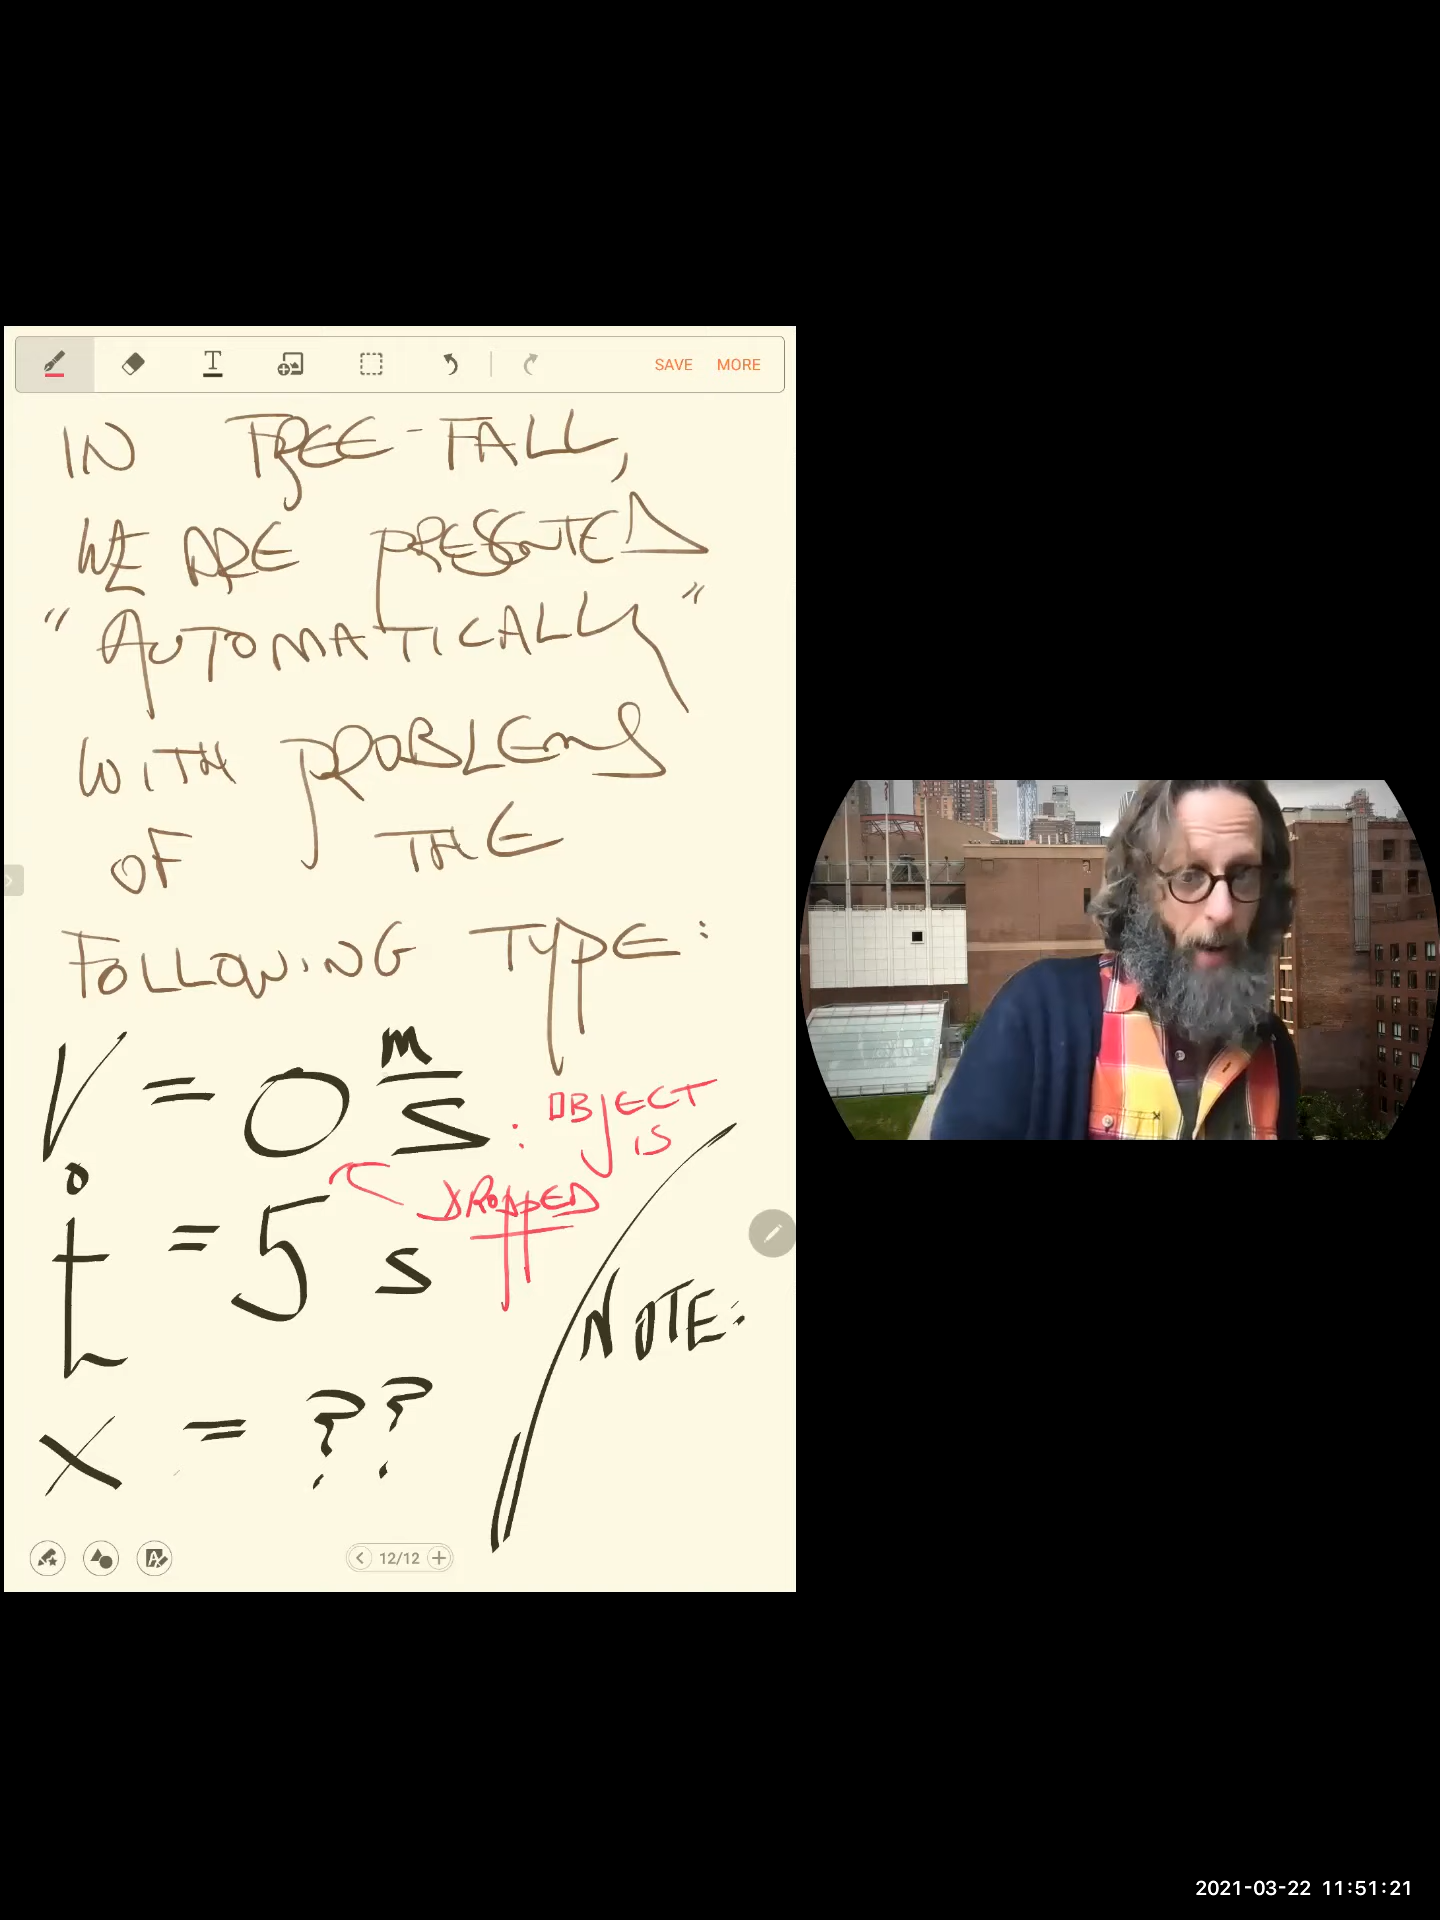 SAVE MORE
IN FREE-FALL,
WE ARE PRESENTED
"AUTOMATICALLY"
WITH PROBLEMS
OF THE
FOLLOWING TYPE:
V₀ = 0 m/s : OBJECT IS DROPPED
t = 5 s
NOTE:
x = ??
12/12
2021-03-22 11:51:21